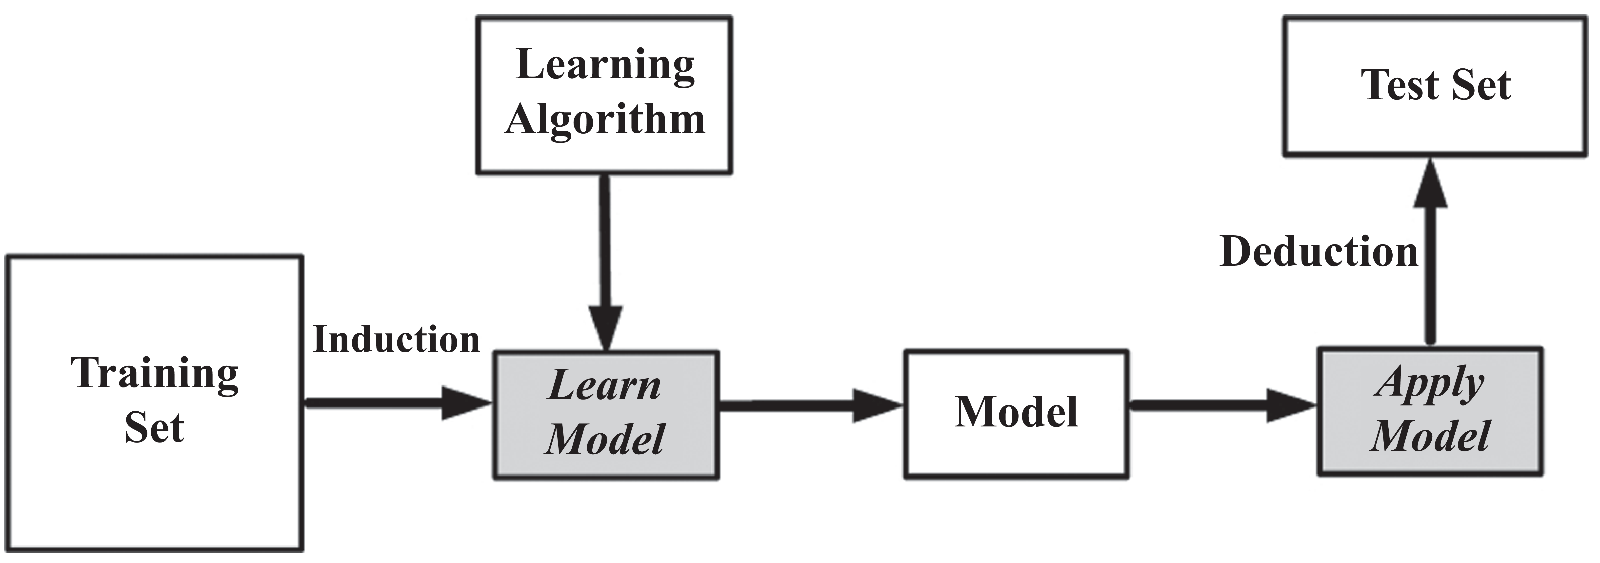 Learning
Algorithm
Test Set
Deduction
Induction
Training
Set
Learn
Model
Model
Apply
Model